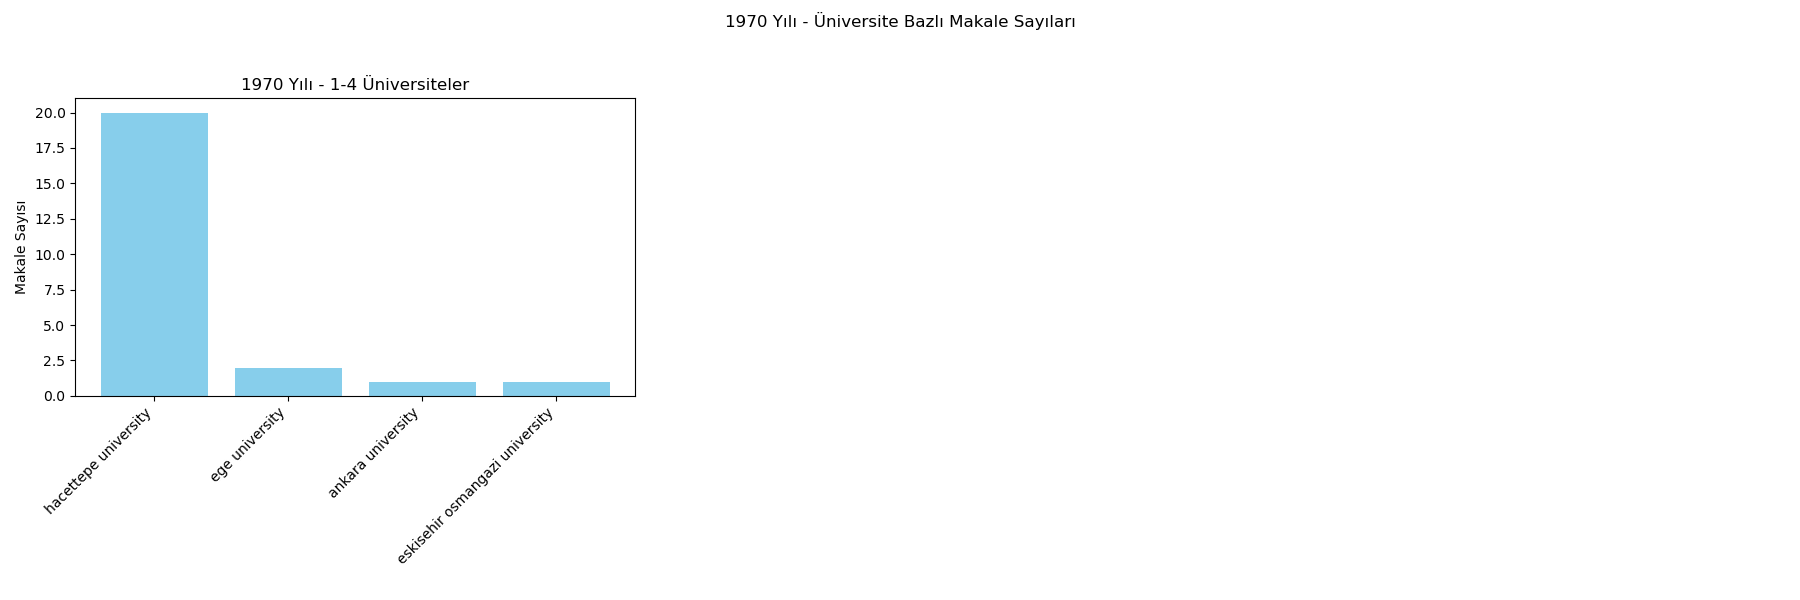 1970 Yılı - Üniversite Bazlı Makale Sayıları
1970 Yılı - 1-4 Üniversiteler
Makale Sayısı
20.0
17.5
15.0
12.5
10.0
7.5
5.0
2.5
0.0
hacettepe university
ege university
ankara university
eskisehir osmangazi university